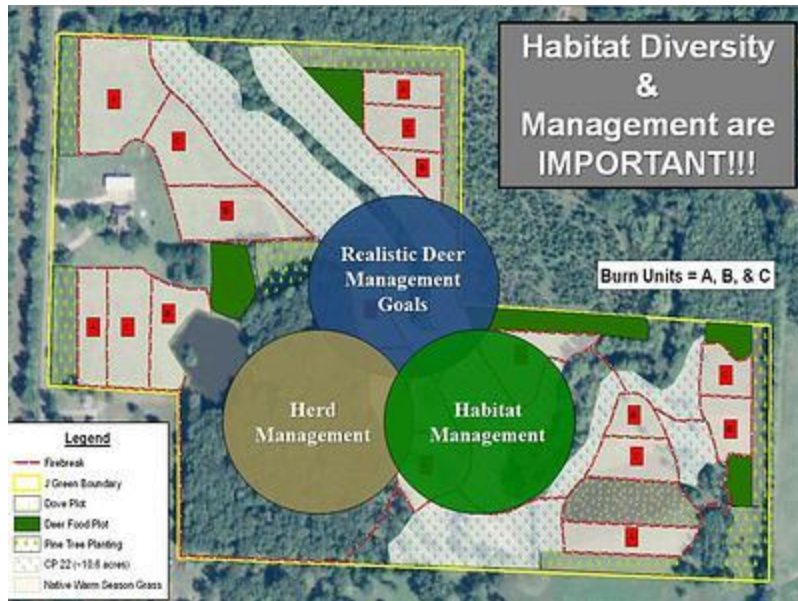 Habitat Diversity
&
Management are
IMPORTANT!!!
Realistic Deer
Management
Goals
Burn Units = A, B, & C
Herd
Management
Habitat
Management
Legend
Firebreak
J Green Boundary
Dove Plot
Deer Food Plot
Pine Tree Planting
CP 22 (~10.6 acres)
Native Warm Season Grass